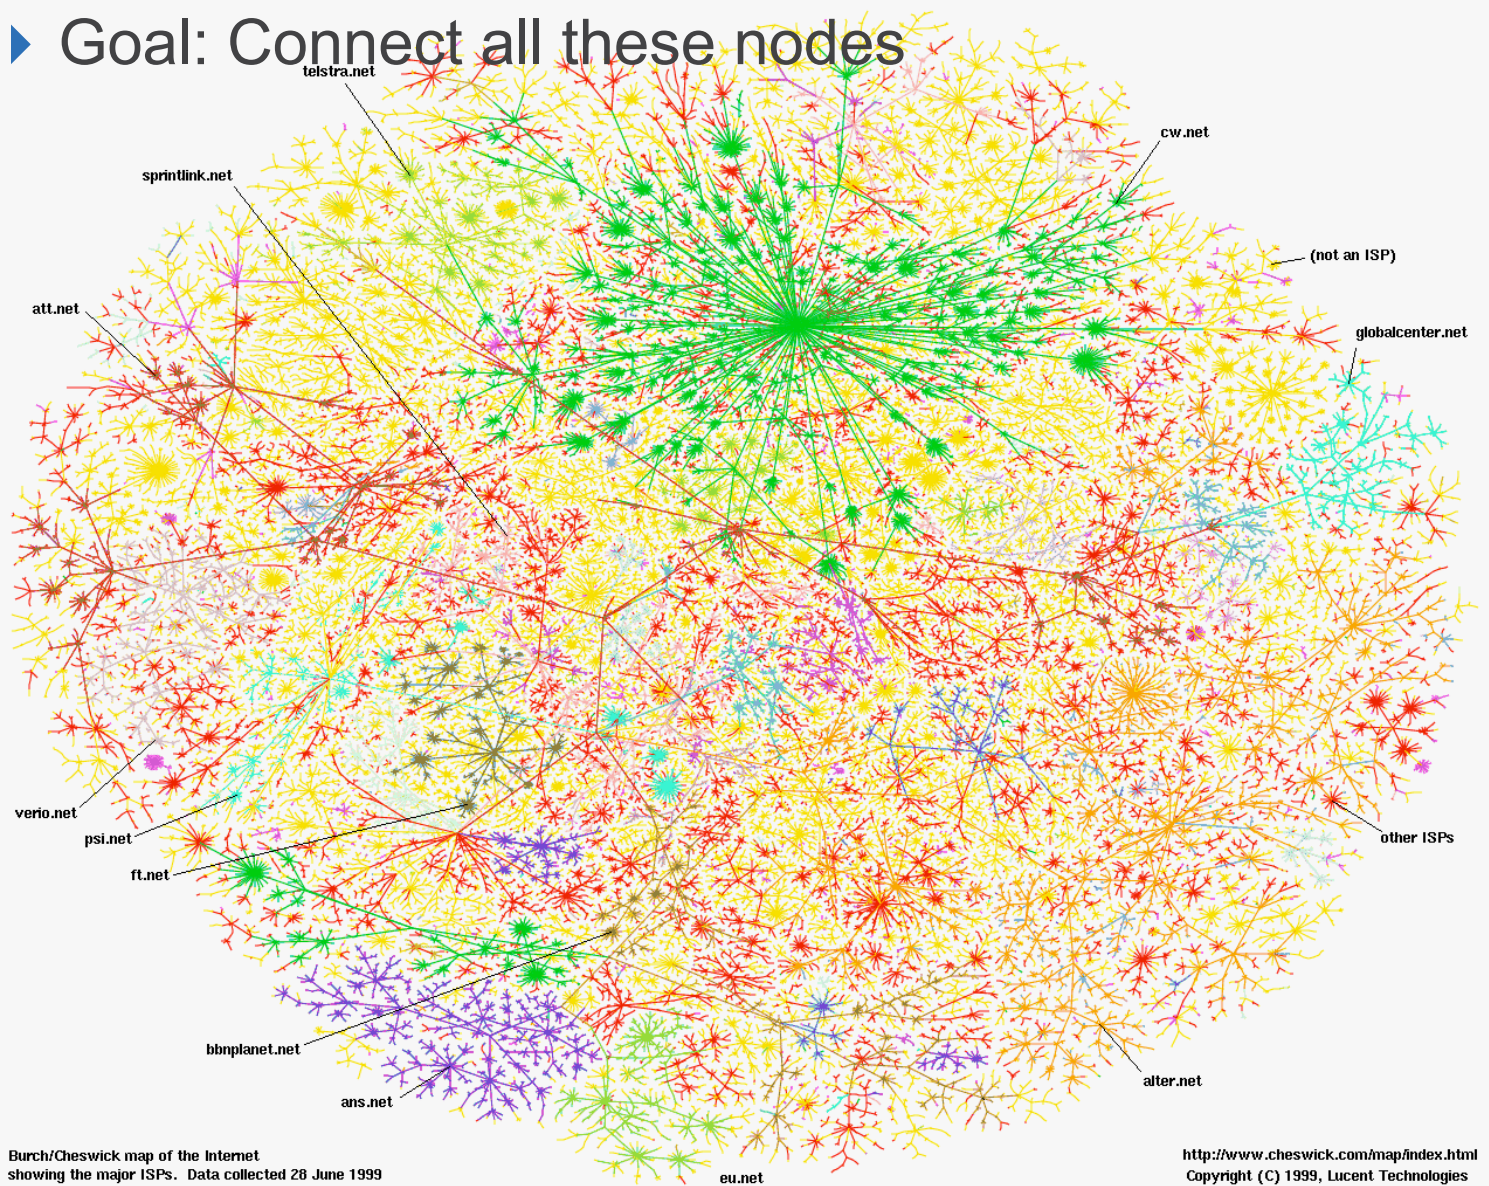 Goal: Connect all these nodes
telstra.net
cw.net
sprintlink.net
(not an ISP)
att.net
globalcenter.net
verio.net
psi.net
other ISPs
ft.net
bbnplanet.net
alter.net
ans.net
Burch/Cheswick map of the Internet
showing the major ISPs. Data collected 28 June 1999
eu.net
http://www.cheswick.com/map/index.html
Copyright (C) 1999, Lucent Technologies